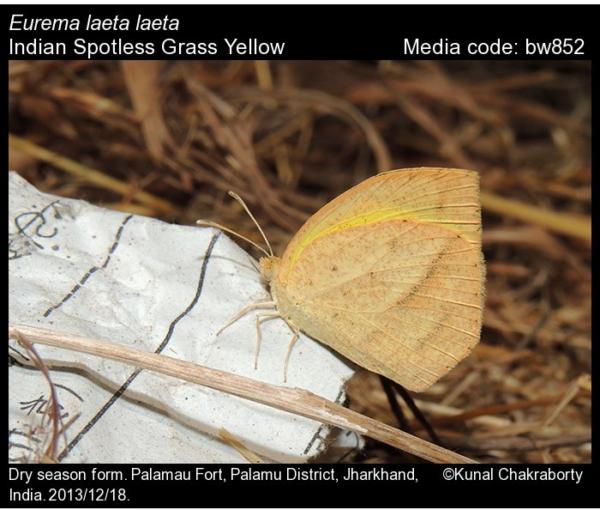 Eurema laeta laeta
Indian Spotless Grass Yellow Media code: bw852
Dry season form. Palamau Fort, Palamu District, Jharkhand, ©Kunal Chakraborty
India. 2013/12/18.